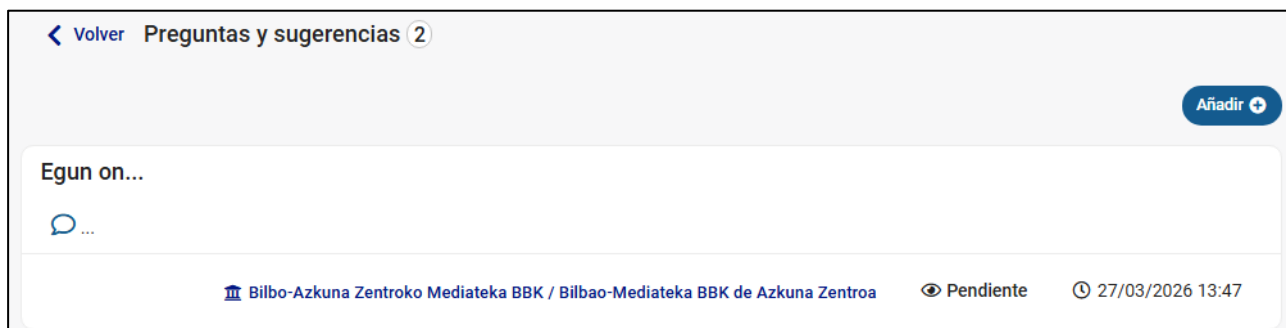 Volver Preguntas y sugerencias 2
Añadir
Egun on...
...
Bilbo-Azkuna Zentroko Mediateka BBK / Bilbao-Mediateka BBK de Azkuna Zentroa Pendiente 27/03/2026 13:47